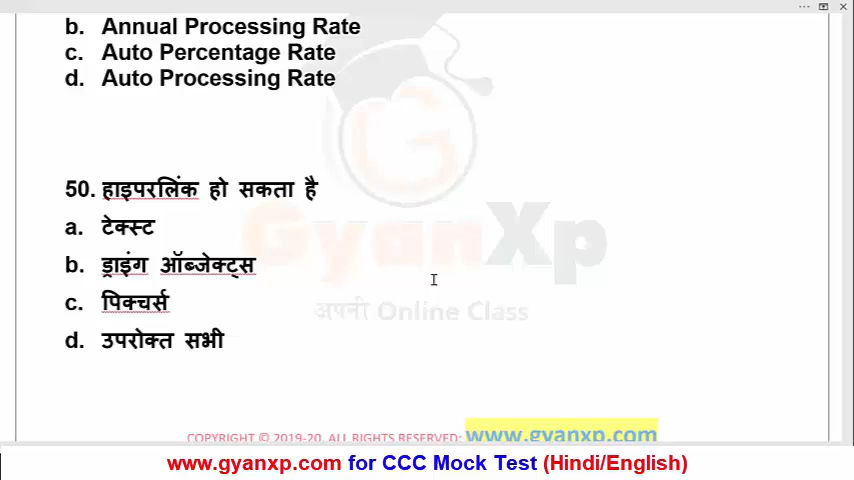 b. Annual Processing Rate
c. Auto Percentage Rate
d. Auto Processing Rate
50. हाइपरलिंक हो सकता है
a. टेक्स्ट
b. ड्राइंग ऑब्जेक्ट्स
c. पिक्चर्स
d. उपरोक्त सभी
GyanXp
अपनी Online Class
COPYRIGHT © 2019-20, ALL RIGHTS RESERVED: www.gyanxp.com
www.gyanxp.com for CCC Mock Test (Hindi/English)